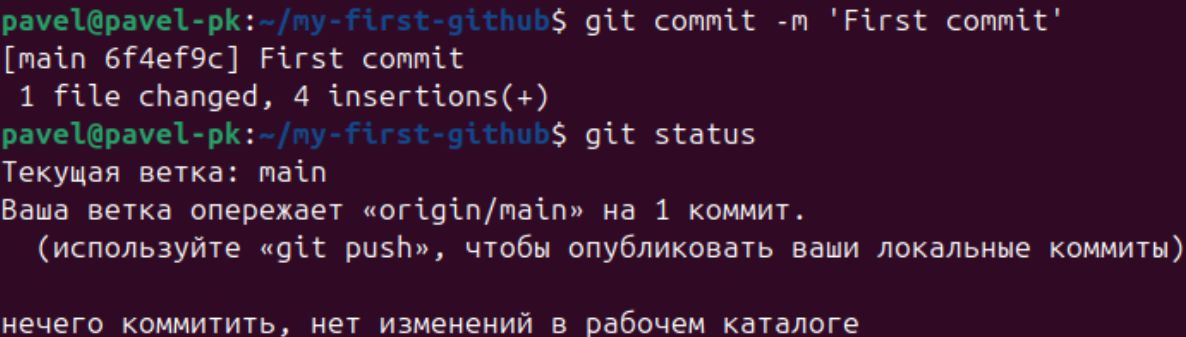 pavel@pavel-pk:~/my-first-github$ git commit -m 'First commit'
[main 6f4ef9c] First commit
 1 file changed, 4 insertions(+)
pavel@pavel-pk:~/my-first-github$ git status
Текущая ветка: main
Ваша ветка опережает «origin/main» на 1 коммит.
  (используйте «git push», чтобы опубликовать ваши локальные коммиты)
нечего коммитить, нет изменений в рабочем каталоге